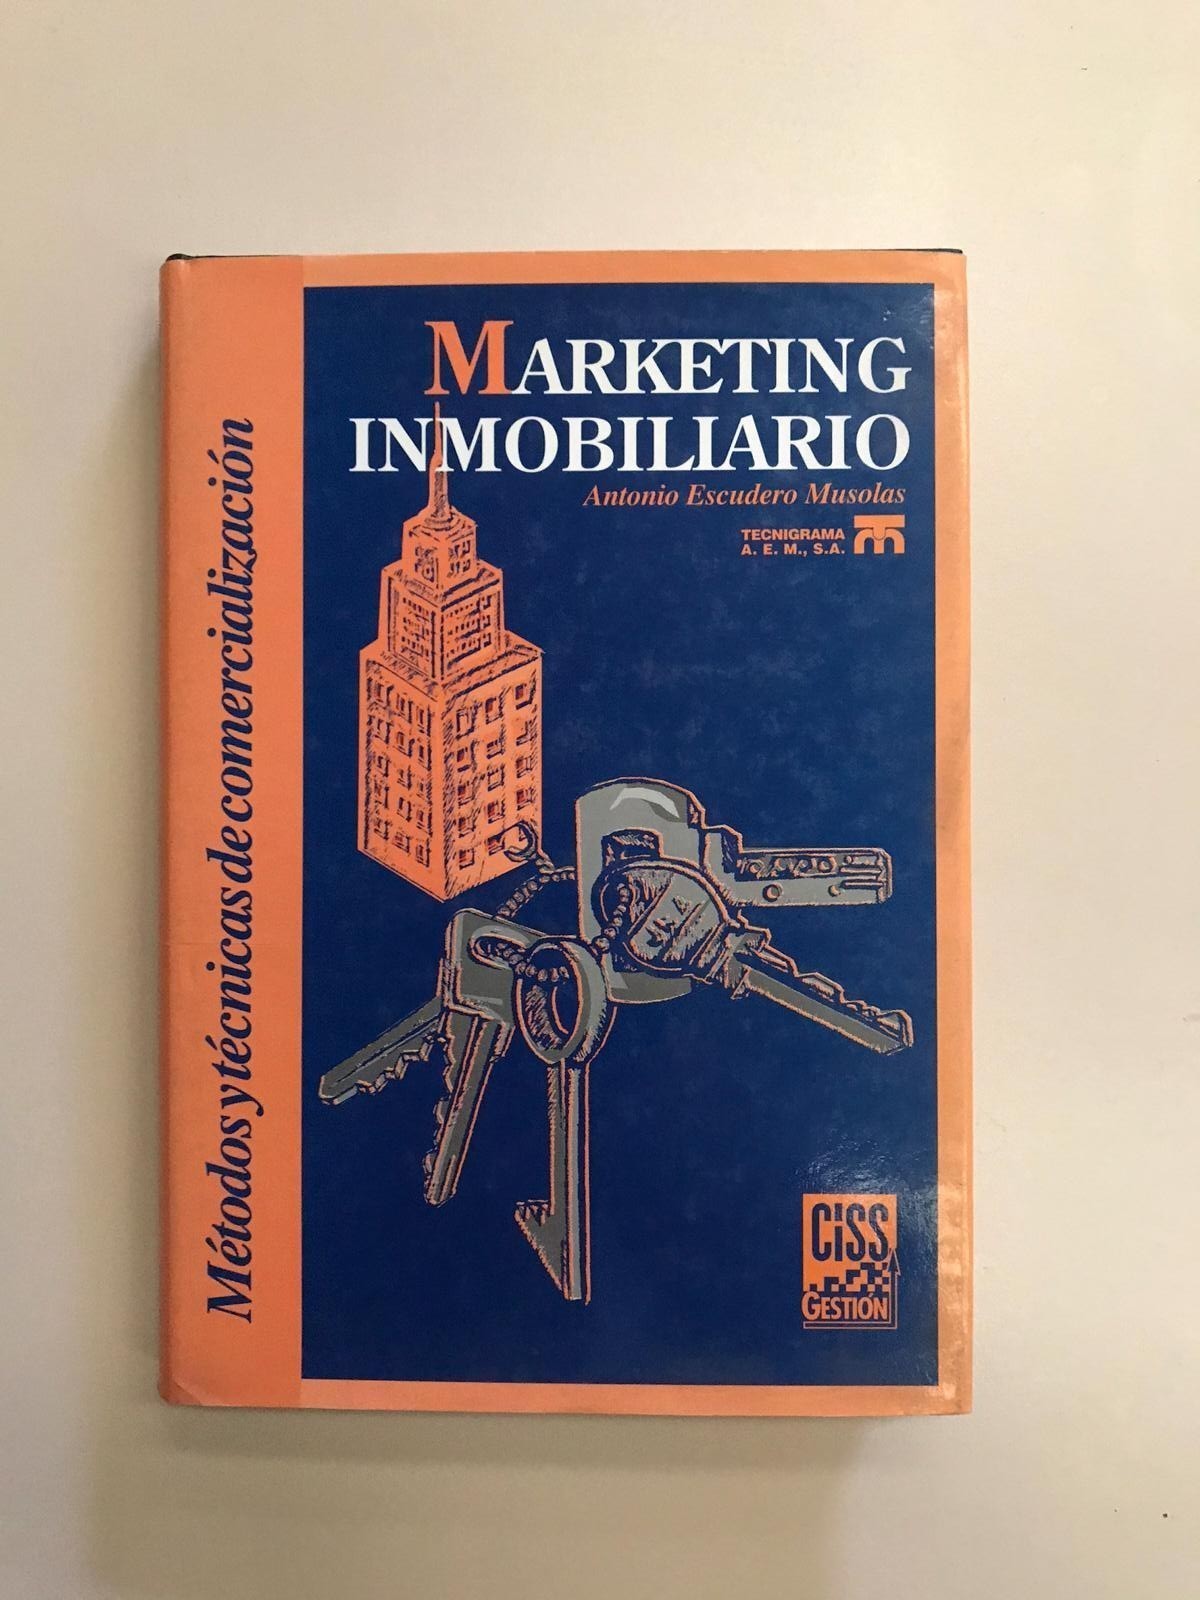 MARKETING
INMOBILIARIO
Antonio Escudero Musolas
TECNIGRAMA
A. E. M., S.A.
Métodos y técnicas de comercialización
CiSS
GESTIÓN